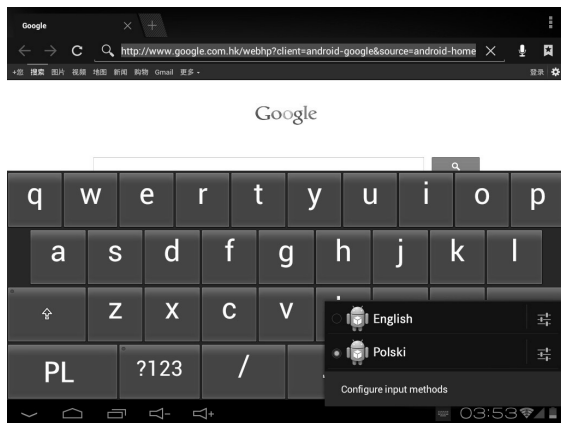 Google
http://www.google.com.hk/webhp?client=android-google&source=android-home
+您 搜索 图片 视频 地图 新闻 购物 Gmail 更多
登录
Google
q w e r t y u i o p
a s d f g h j k l
z x c v
English
Polski
PL ?123 /
Configure input methods
03:53